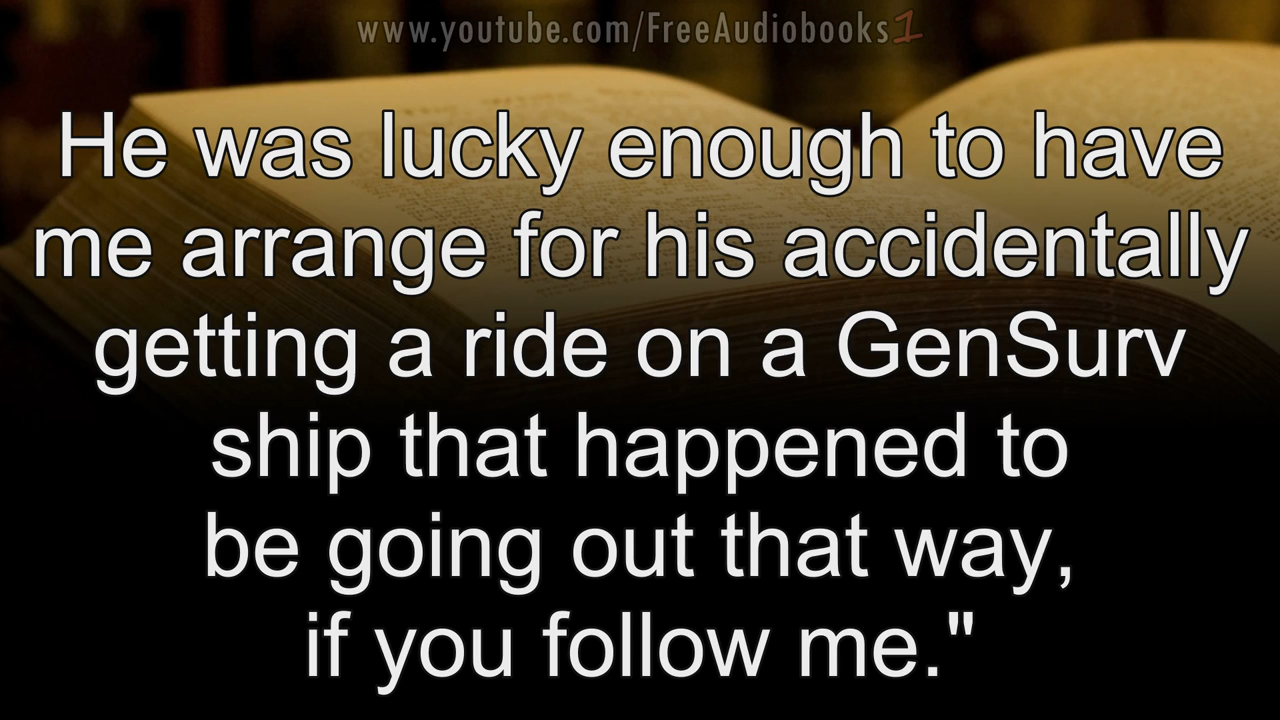 www.youtube.com/FreeAudiobooks1
He was lucky enough to have
me arrange for his accidentally
getting a ride on a GenSurv
ship that happened to
be going out that way,
if you follow me."